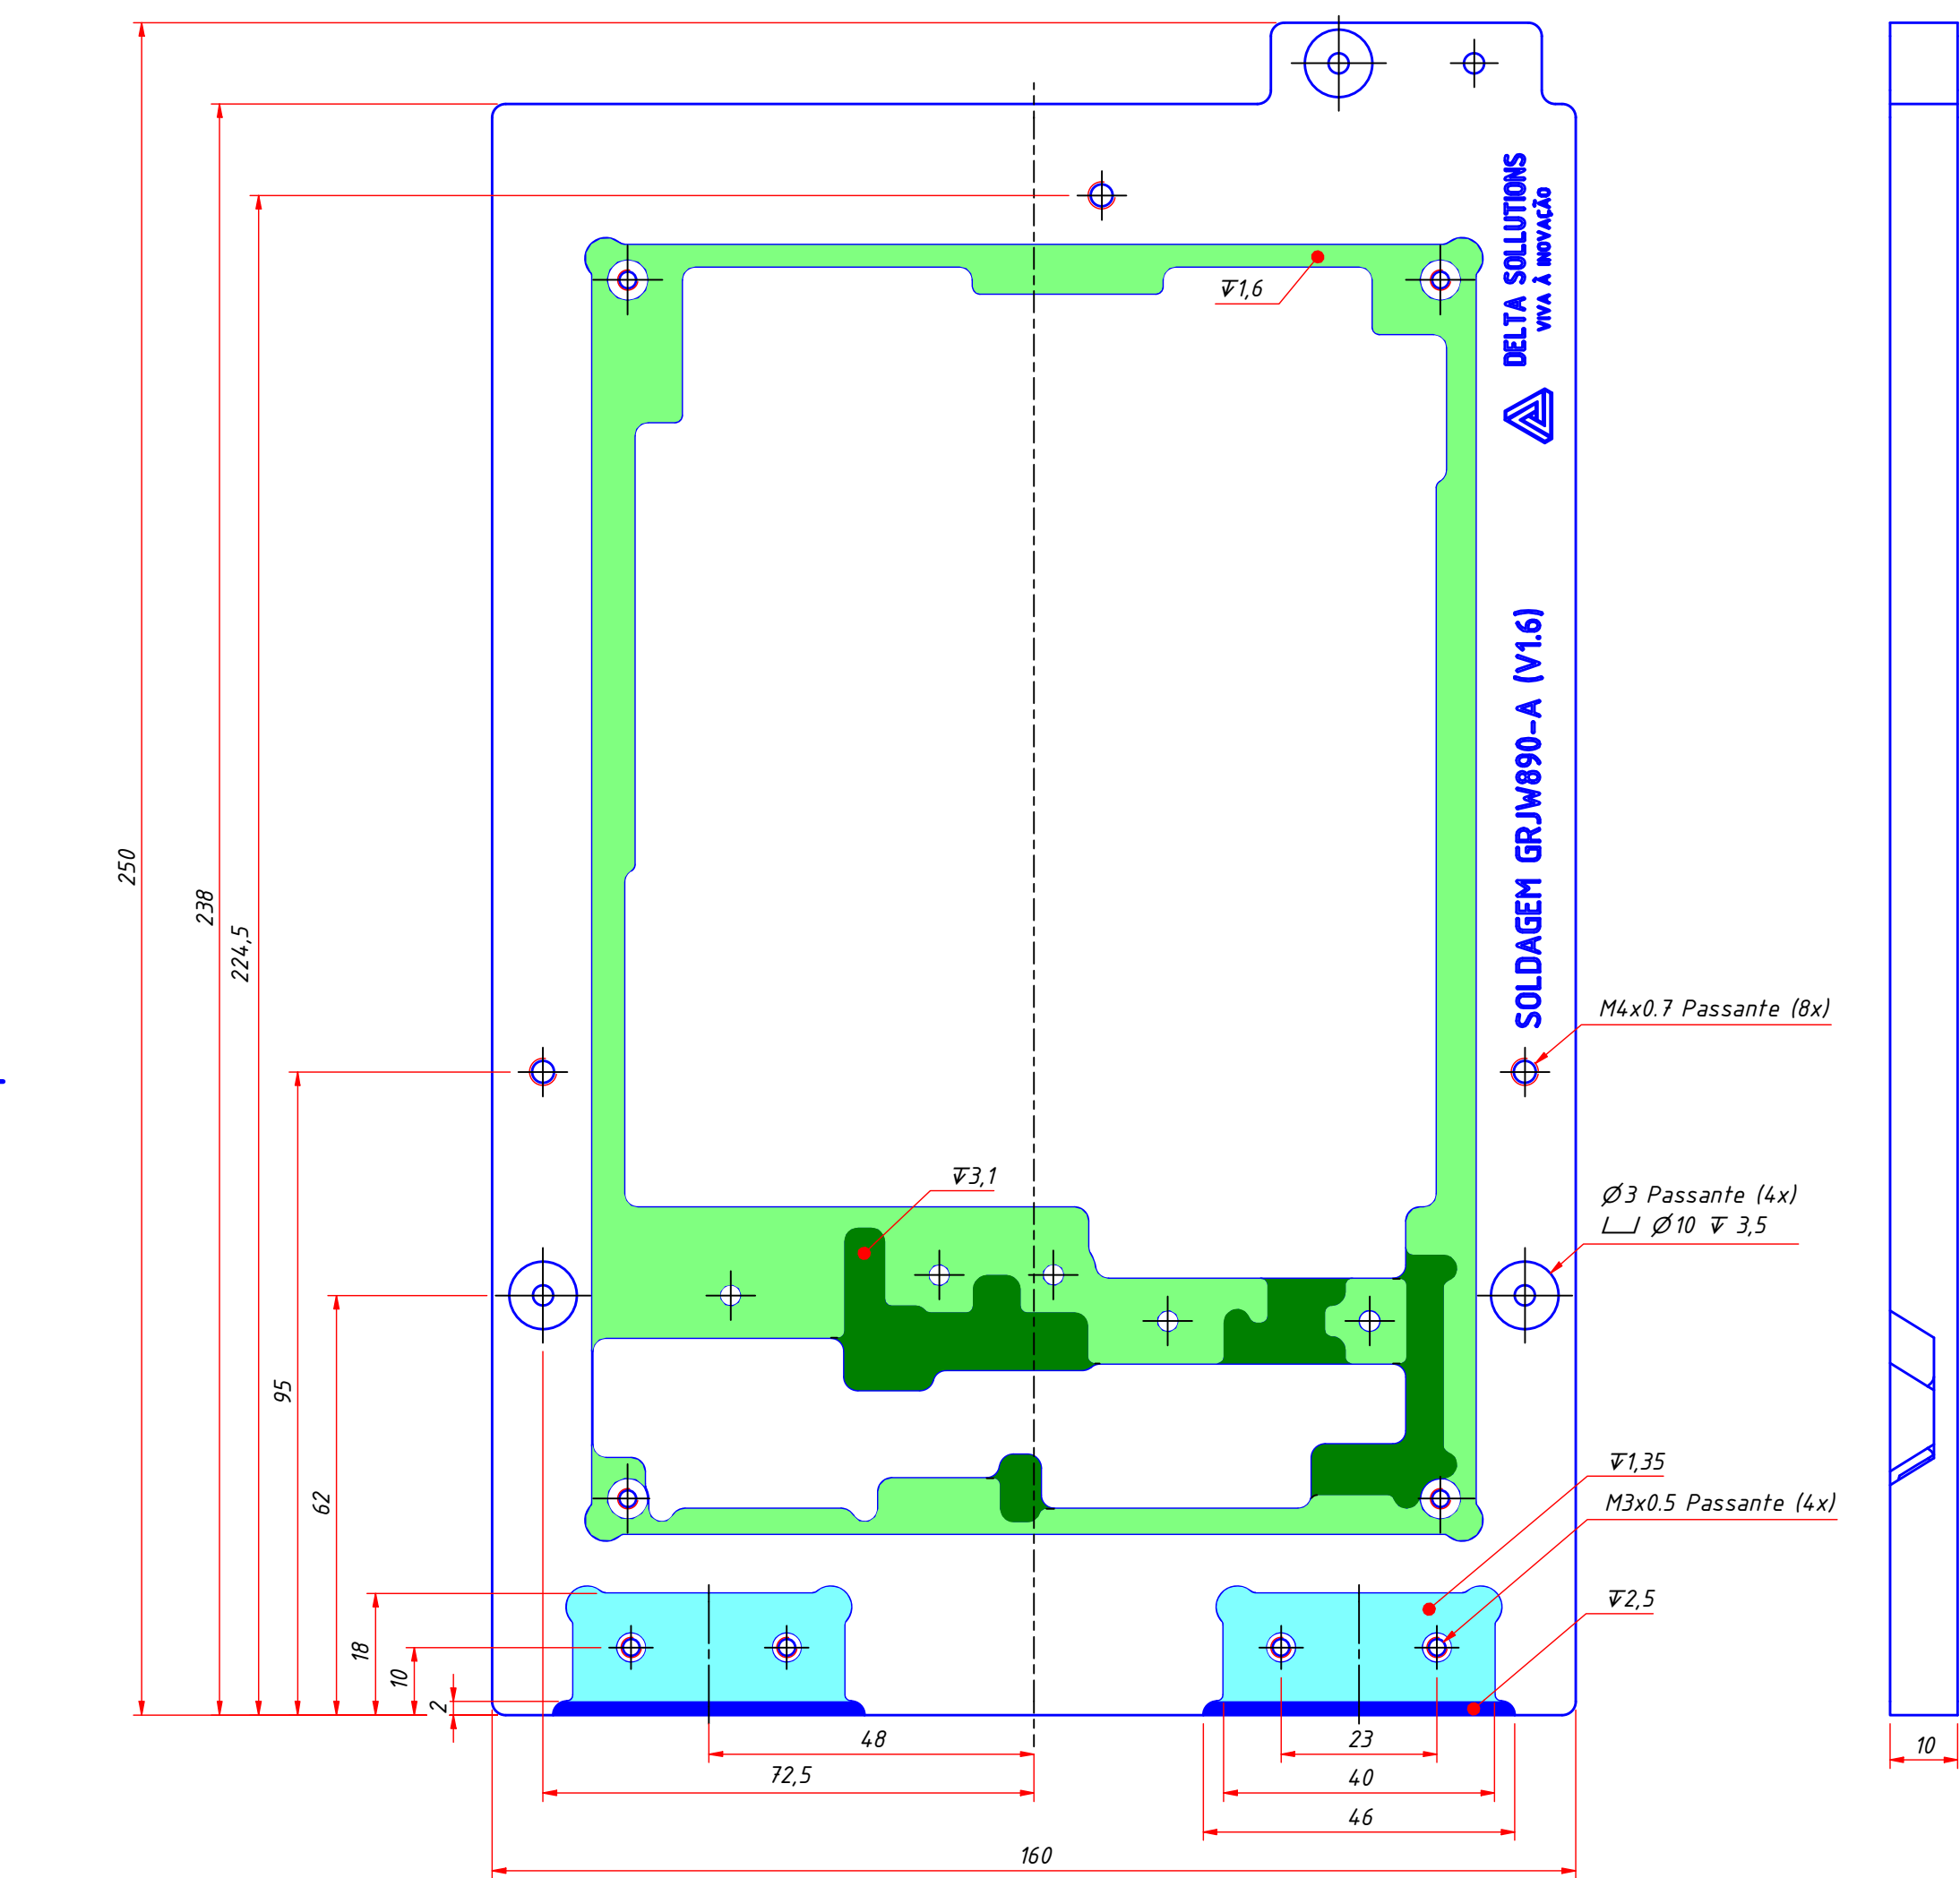 DELTA SOLLUTIONS
VIVA À INOVAÇÃO
↧1,6
SOLDAGEM GRJW890-A (V1.6)
250
238
224,5
M4x0.7 Passante (8x)
↧3,1
Ø3 Passante (4x)
⌴ Ø10 ↧ 3,5
95
62
↧1,35
M3x0.5 Passante (4x)
↧2,5
18
10
2
48
23
10
72,5
40
46
160